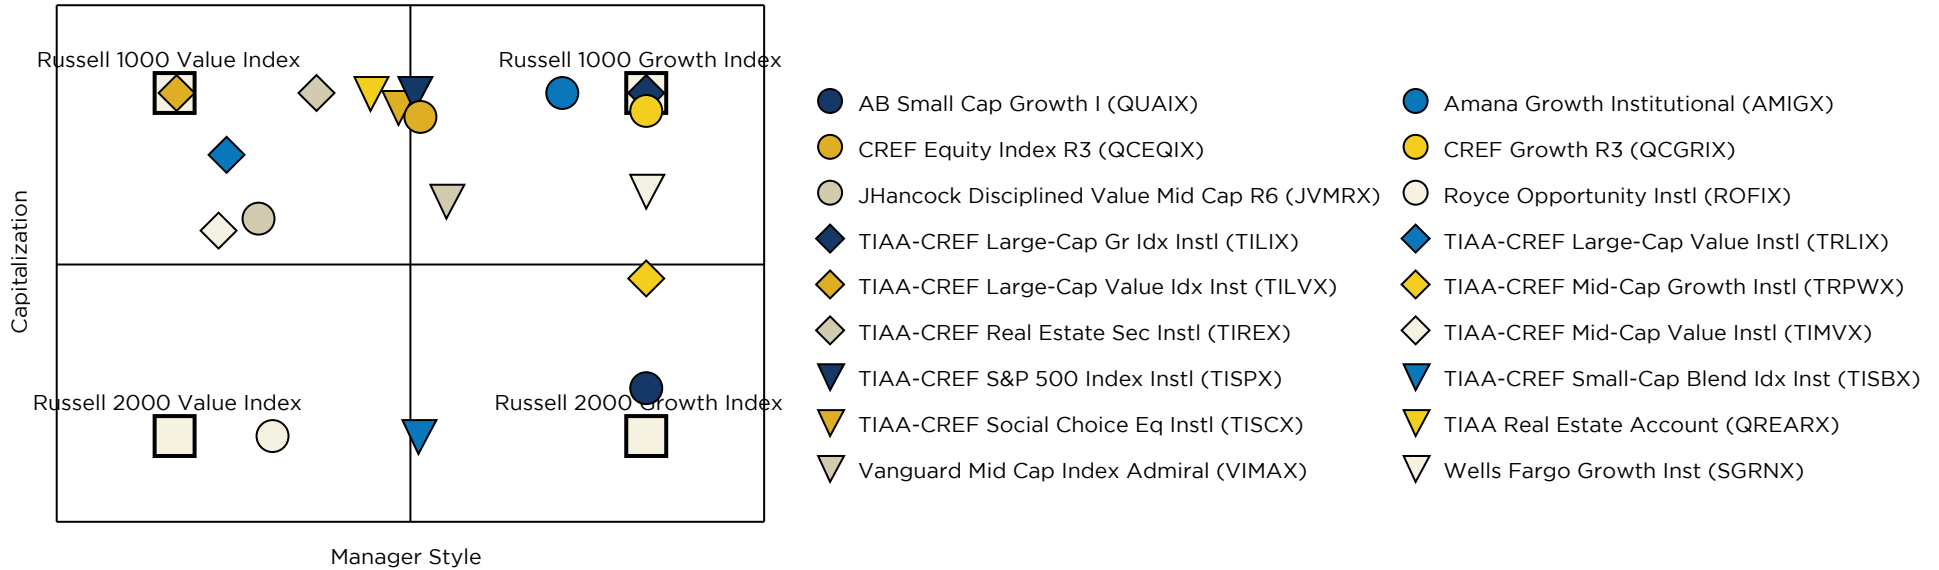 Russell 1000 Value Index
Russell 1000 Growth Index
Capitalization
Russell 2000 Value Index
Russell 2000 Growth Index
Manager Style
AB Small Cap Growth I (QUAIX)
Amana Growth Institutional (AMIGX)
CREF Equity Index R3 (QCEQIX)
CREF Growth R3 (QCGRIX)
JHancock Disciplined Value Mid Cap R6 (JVMRX)
Royce Opportunity Instl (ROFIX)
TIAA-CREF Large-Cap Gr Idx Instl (TILIX)
TIAA-CREF Large-Cap Value Instl (TRLIX)
TIAA-CREF Large-Cap Value Idx Inst (TILVX)
TIAA-CREF Mid-Cap Growth Instl (TRPWX)
TIAA-CREF Real Estate Sec Instl (TIREX)
TIAA-CREF Mid-Cap Value Instl (TIMVX)
TIAA-CREF S&P 500 Index Instl (TISPX)
TIAA-CREF Small-Cap Blend Idx Inst (TISBX)
TIAA-CREF Social Choice Eq Instl (TISCX)
TIAA Real Estate Account (QREARX)
Vanguard Mid Cap Index Admiral (VIMAX)
Wells Fargo Growth Inst (SGRNX)